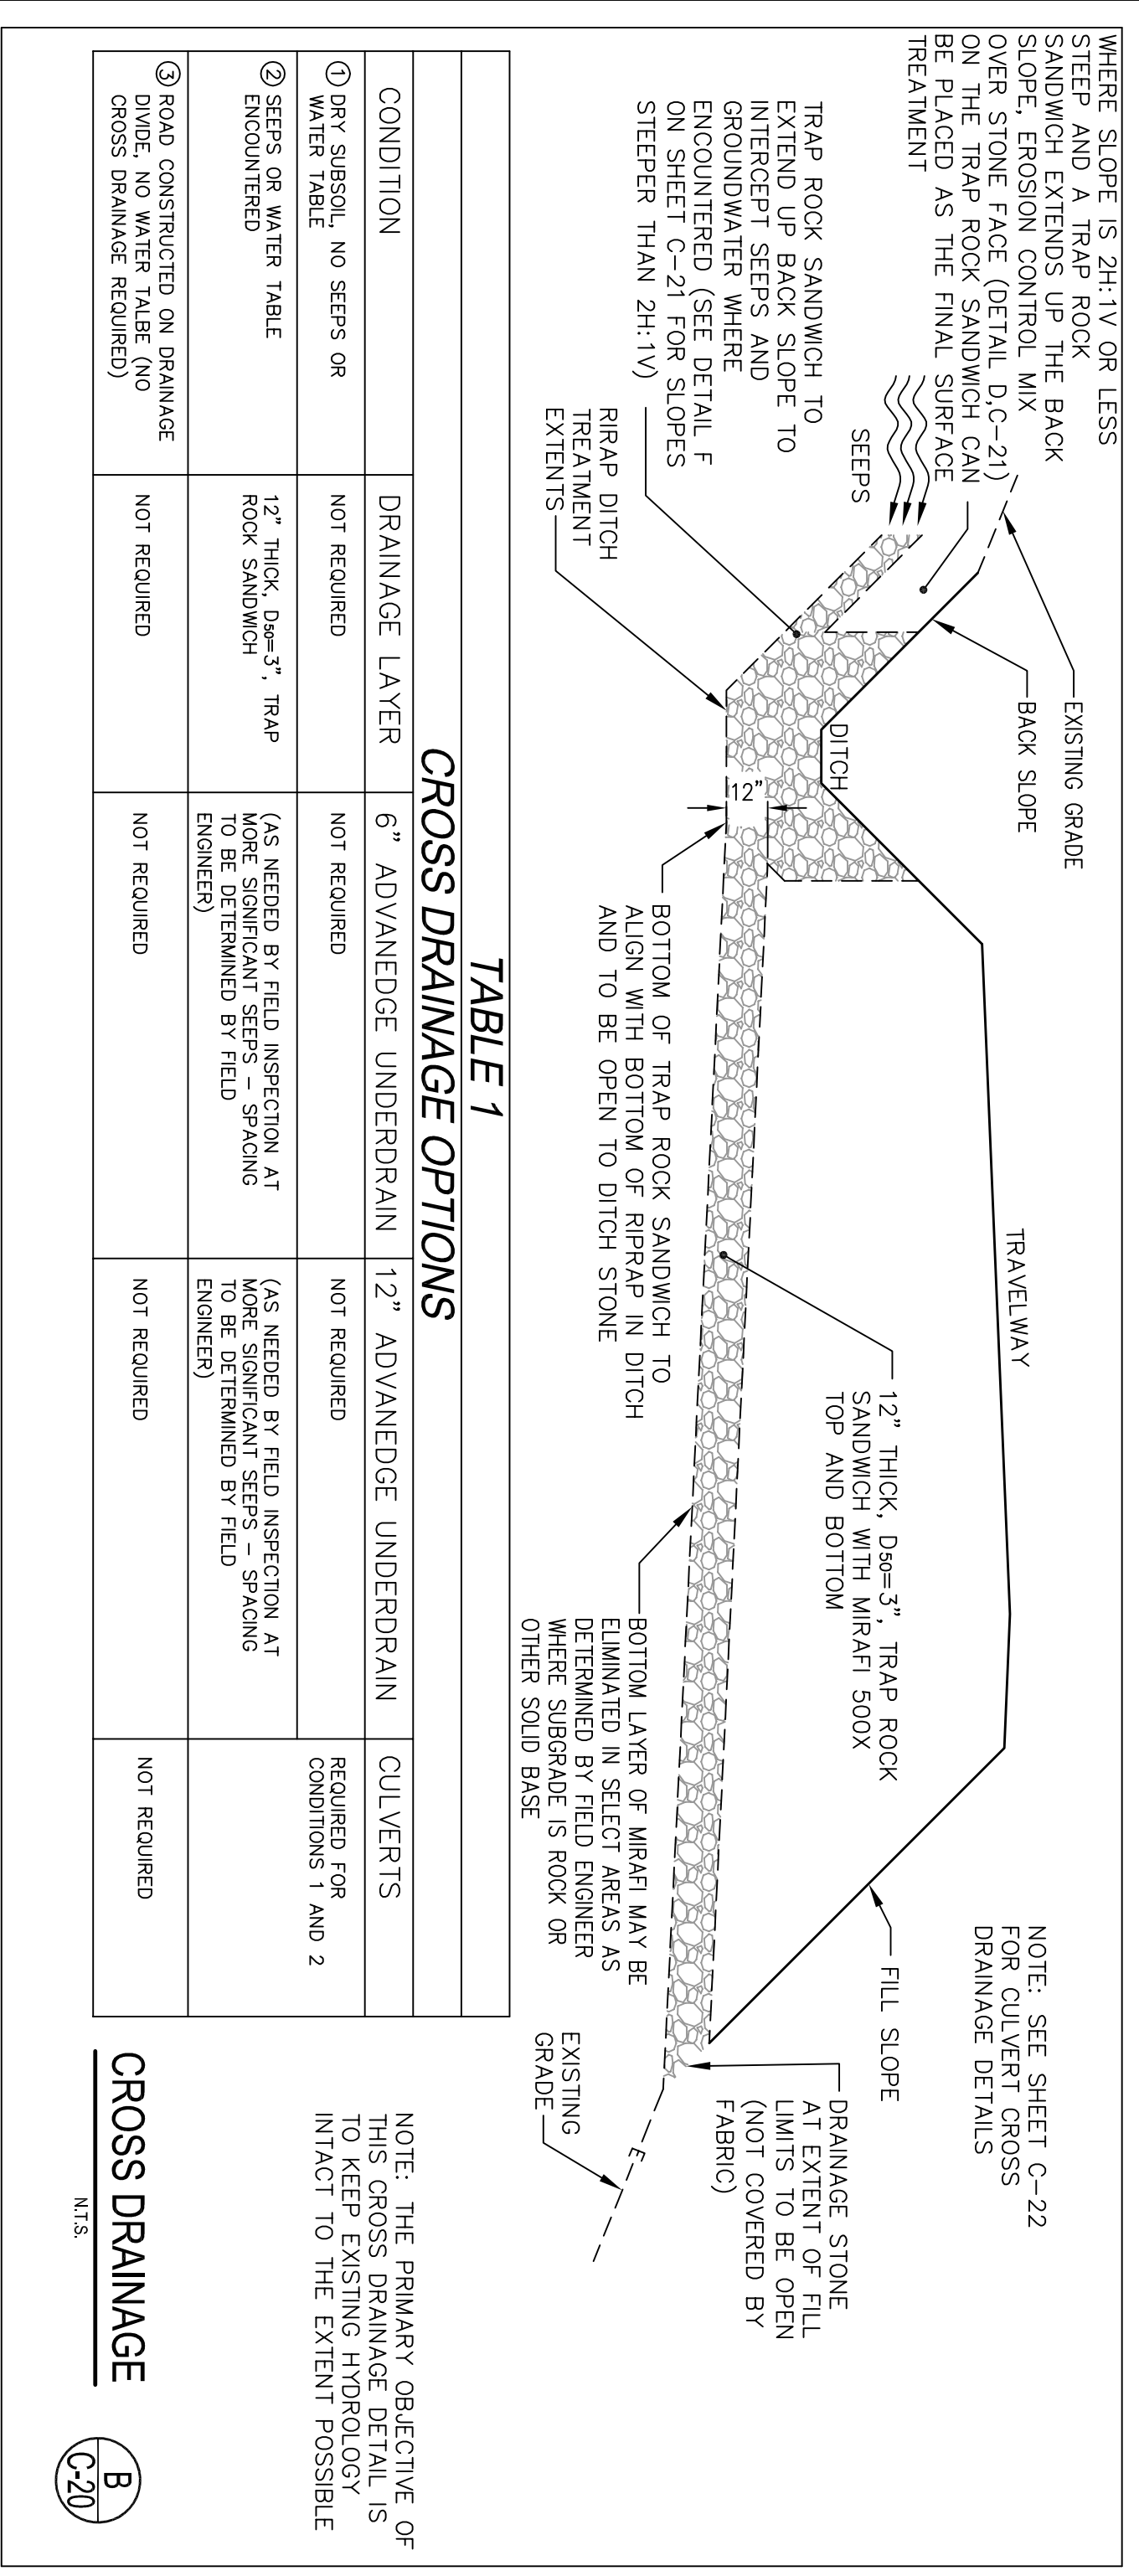 WHERE SLOPE IS 2H:1V OR LESS
STEEP AND A TRAP ROCK
SANDWICH EXTENDS UP THE BACK
SLOPE, EROSION CONTROL MIX
OVER STONE FACE (DETAIL D,C-21)
ON THE TRAP ROCK SANDWICH CAN
BE PLACED AS THE FINAL SURFACE
TREATMENT
EXISTING GRADE
BACK SLOPE
SEEPS
TRAP ROCK SANDWICH TO
EXTEND UP BACK SLOPE TO
INTERCEPT SEEPS AND
GROUNDWATER WHERE
ENCOUNTERED (SEE DETAIL F
ON SHEET C-21 FOR SLOPES
STEEPER THAN 2H:1V)
RIRAP DITCH
TREATMENT
EXTENTS
DITCH
12"
TRAVELWAY
12" THICK, D50=3", TRAP ROCK
SANDWICH WITH MIRAFI 500X
TOP AND BOTTOM
BOTTOM OF TRAP ROCK SANDWICH TO
ALIGN WITH BOTTOM OF RIPRAP IN DITCH
AND TO BE OPEN TO DITCH STONE
BOTTOM LAYER OF MIRAFI MAY BE
ELIMINATED IN SELECT AREAS AS
DETERMINED BY FIELD ENGINEER
WHERE SUBGRADE IS ROCK OR
OTHER SOLID BASE
NOTE: SEE SHEET C-22
FOR CULVERT CROSS
DRAINAGE DETAILS
FILL SLOPE
DRAINAGE STONE
AT EXTENT OF FILL
LIMITS TO BE OPEN
(NOT COVERED BY
FABRIC)
E
EXISTING
GRADE
TABLE 1
CROSS DRAINAGE OPTIONS
CONDITION
DRAINAGE LAYER
6" ADVANEDGE UNDERDRAIN
12" ADVANEDGE UNDERDRAIN
CULVERTS
1 DRY SUBSOIL, NO SEEPS OR
WATER TABLE
NOT REQUIRED
NOT REQUIRED
NOT REQUIRED
REQUIRED FOR
CONDITIONS 1 AND 2
2 SEEPS OR WATER TABLE
ENCOUNTERED
12" THICK, D50=3", TRAP
ROCK SANDWICH
(AS NEEDED BY FIELD INSPECTION AT
MORE SIGNIFICANT SEEPS - SPACING
TO BE DETERMINED BY FIELD
ENGINEER)
(AS NEEDED BY FIELD INSPECTION AT
MORE SIGNIFICANT SEEPS - SPACING
TO BE DETERMINED BY FIELD
ENGINEER)
3 ROAD CONSTRUCTED ON DRAINAGE
DIVIDE, NO WATER TALBE (NO
CROSS DRAINAGE REQUIRED)
NOT REQUIRED
NOT REQUIRED
NOT REQUIRED
NOT REQUIRED
NOTE: THE PRIMARY OBJECTIVE OF
THIS CROSS DRAINAGE DETAIL IS
TO KEEP EXISTING HYDROLOGY
INTACT TO THE EXTENT POSSIBLE
CROSS DRAINAGE
N.T.S.
B
C-20